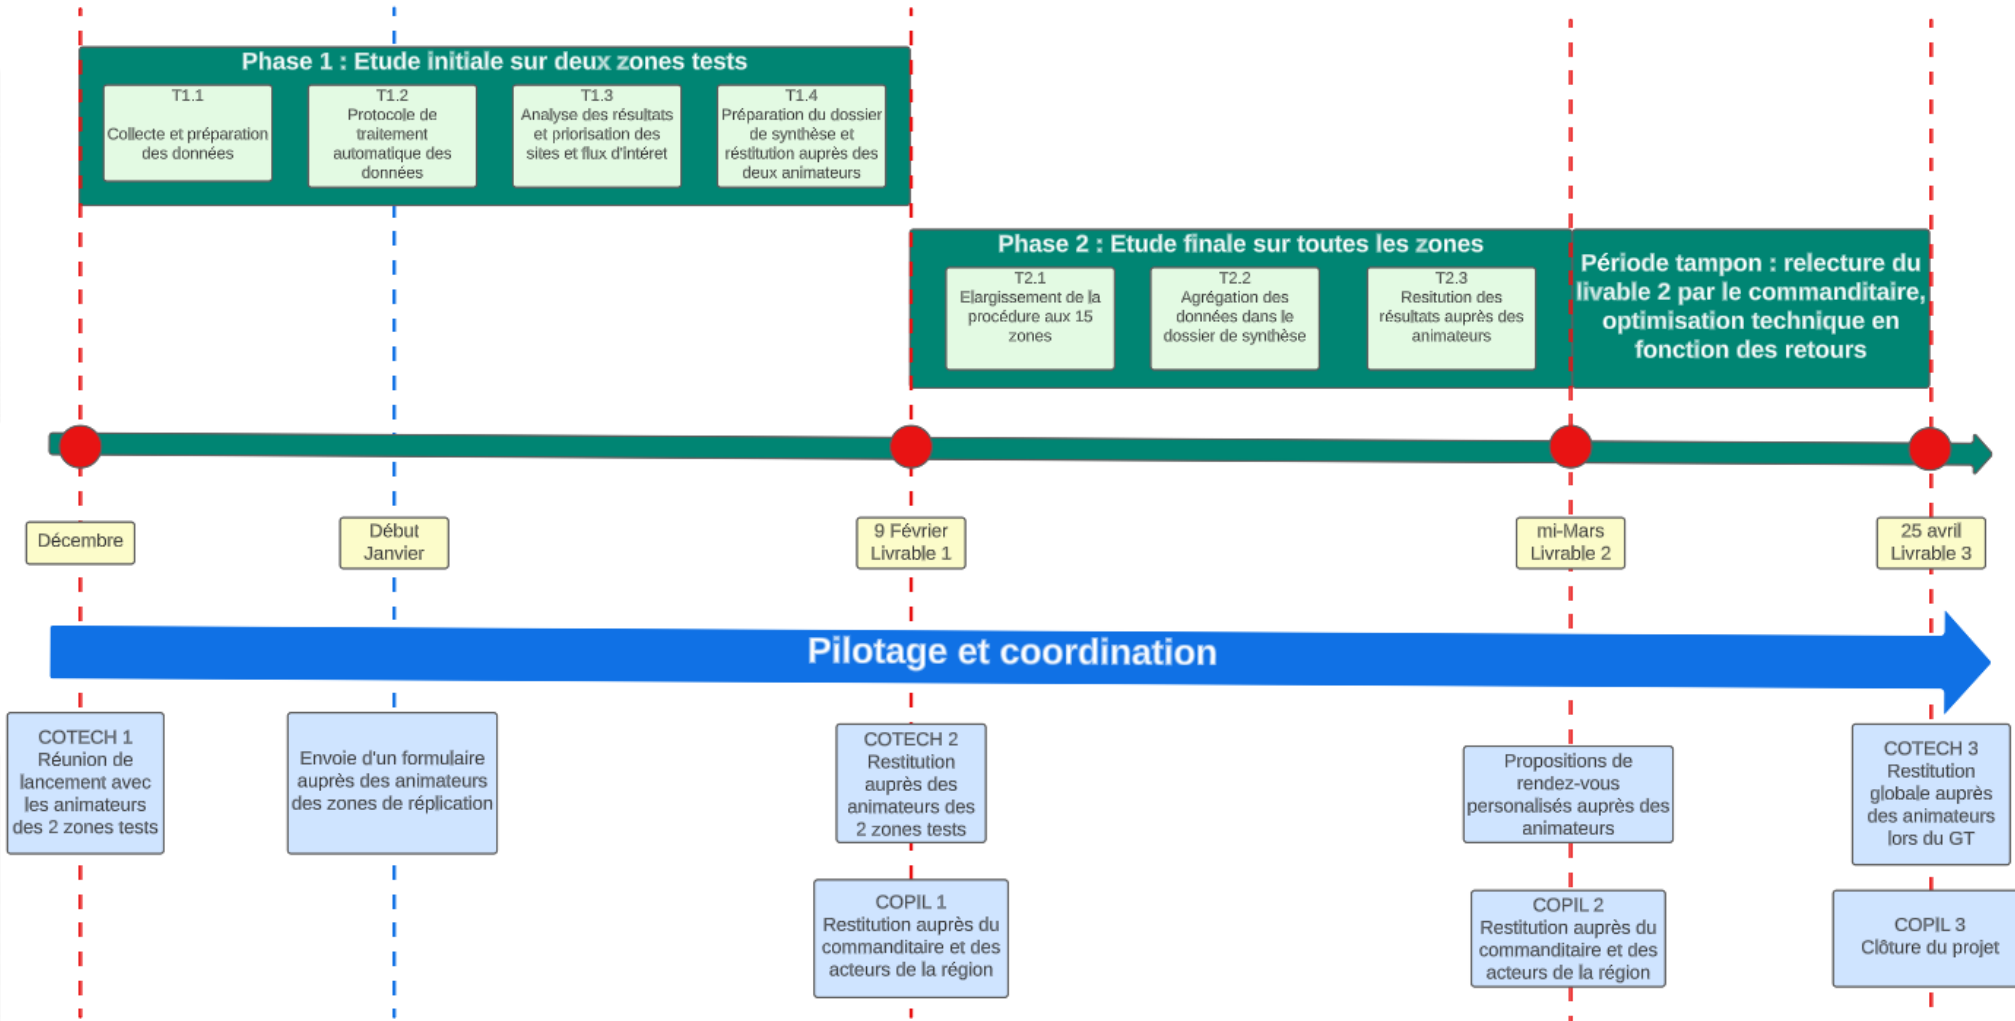 Phase 1 : Etude initiale sur deux zones tests
T1.1
Collecte et préparation
des données
T1.2
Protocole de
traitement
automatique des
données
T1.3
Analyse des résultats
et priorisation des
sites et flux d'intéret
T1.4
Préparation du dossier
de synthèse et
réstitution auprès des
deux animateurs
Phase 2 : Etude finale sur toutes les zones
T2.1
Elargissement de la
procédure aux 15
zones
T2.2
Agrégation des
données dans le
dossier de synthèse
T2.3
Resitution des
résultats auprès des
animateurs
Période tampon : relecture du
livable 2 par le commanditaire,
optimisation technique en
fonction des retours
Décembre
Début
Janvier
9 Février
Livrable 1
mi-Mars
Livrable 2
25 avril
Livrable 3
Pilotage et coordination
COTECH 1
Réunion de
lancement avec
les animateurs
des 2 zones tests
Envoie d'un formulaire
auprès des animateurs
des zones de réplication
COTECH 2
Restitution
auprès des
animateurs des
2 zones tests
COPIL 1
Restitution auprès du
commanditaire et des
acteurs de la région
Propositions de
rendez-vous
personalisés auprès des
animateurs
COPIL 2
Restitution auprès du
commanditaire et des
acteurs de la région
COTECH 3
Restitution
globale auprès
des animateurs
lors du GT
COPIL 3
Clôture du projet